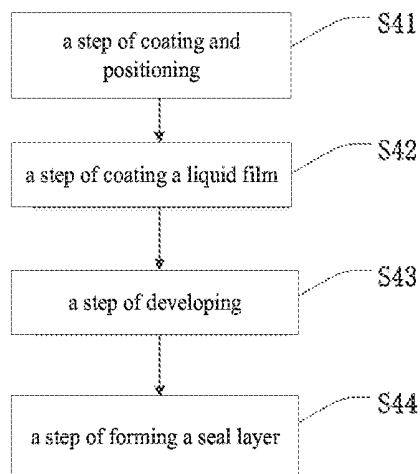 a step of coating and
positioning
S41
a step of coating a liquid film
S42
a step of developing
S43
a step of forming a seal layer
S44